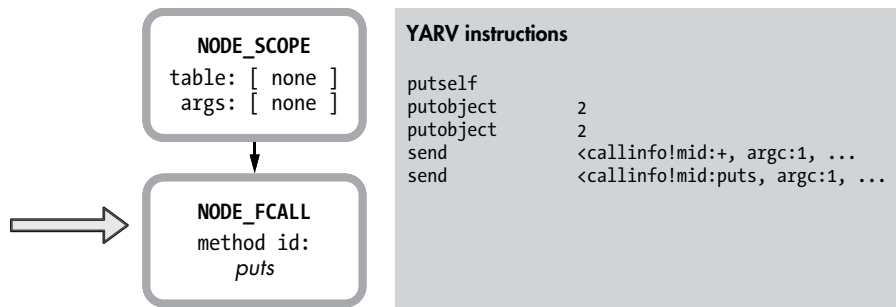 NODE_SCOPE
table: [ none ]
args: [ none ]
NODE_FCALL
method id:
puts
YARV instructions
putself
putobject 2
putobject 2
send <callinfo!mid:+, argc:1, ...
send <callinfo!mid:puts, argc:1, ...